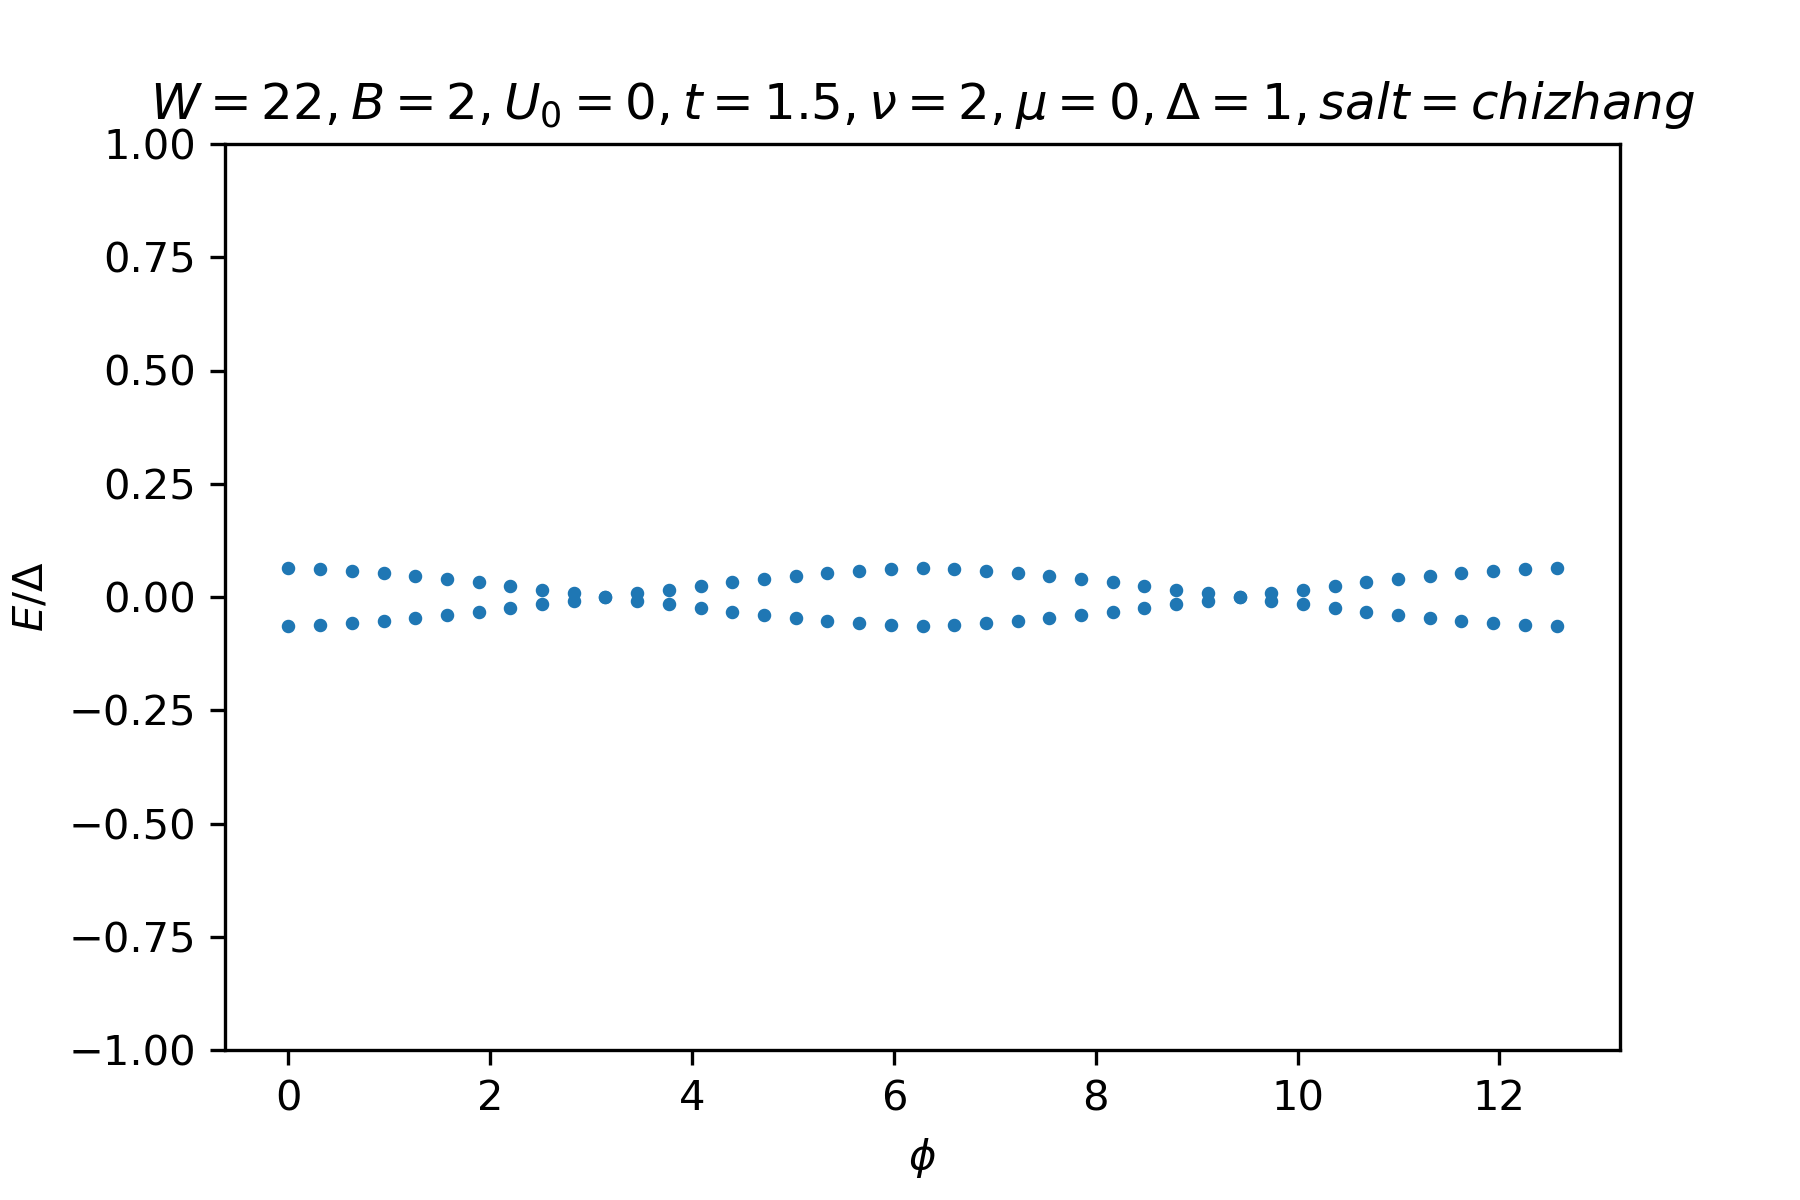 W = 22, B = 2, U₀ = 0, t = 1.5, ν = 2, μ = 0, Δ = 1, salt = chizhang
1.00
0.75
0.50
0.25
0.00
−0.25
−0.50
−0.75
−1.00
E/Δ
0 2 4 6 8 10 12
ϕ